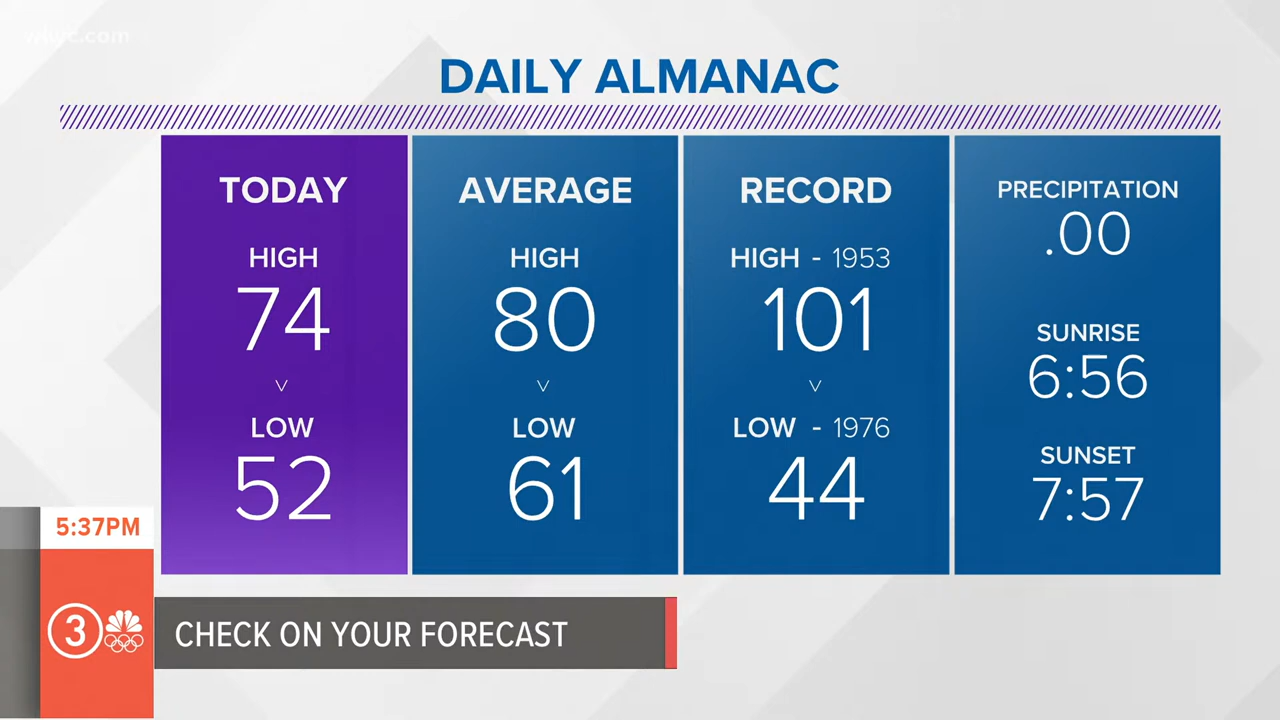 wkyc.com
DAILY ALMANAC
TODAY
HIGH
74
LOW
52
AVERAGE
HIGH
80
LOW
61
RECORD
HIGH - 1953
101
LOW - 1976
44
PRECIPITATION
.00
SUNRISE
6:56
SUNSET
7:57
5:37PM
3
CHECK ON YOUR FORECAST